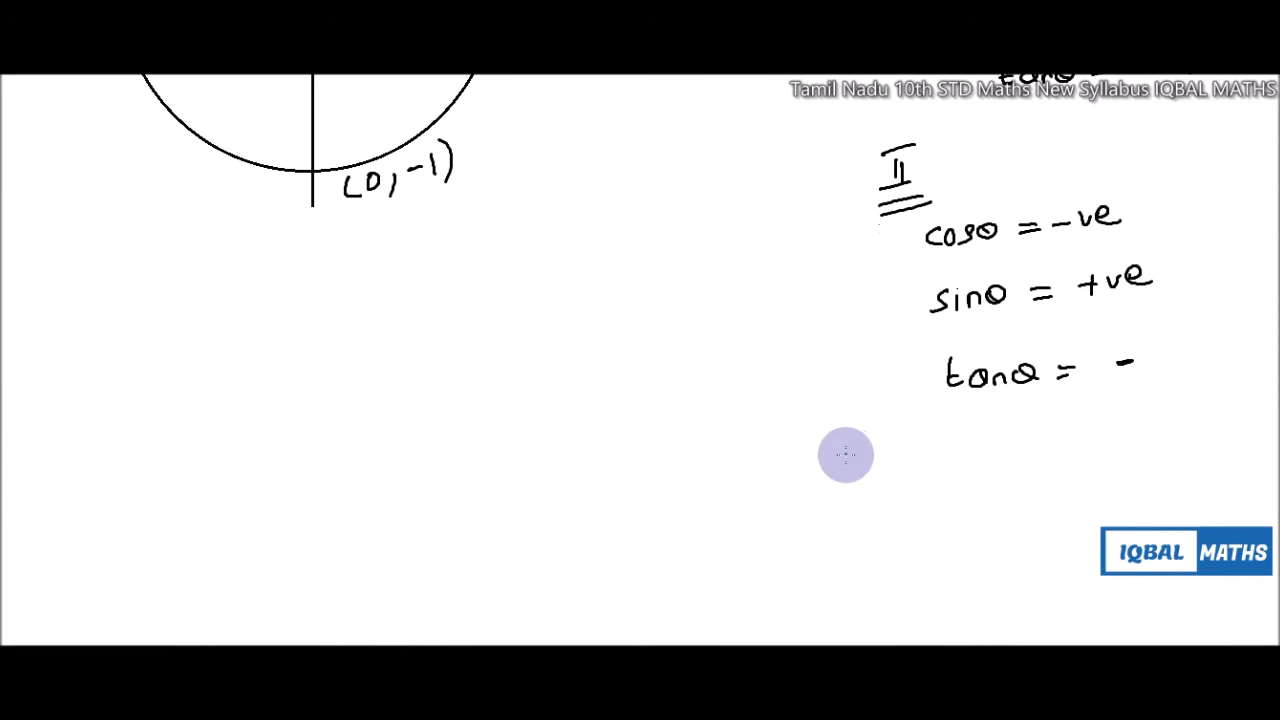 tanθ =
Tamil Nadu 10th STD Maths New Syllabus IQBAL MATHS
(0, -1)
II
cosθ = -ve
sinθ = +ve
tanθ = -
IQBAL MATHS